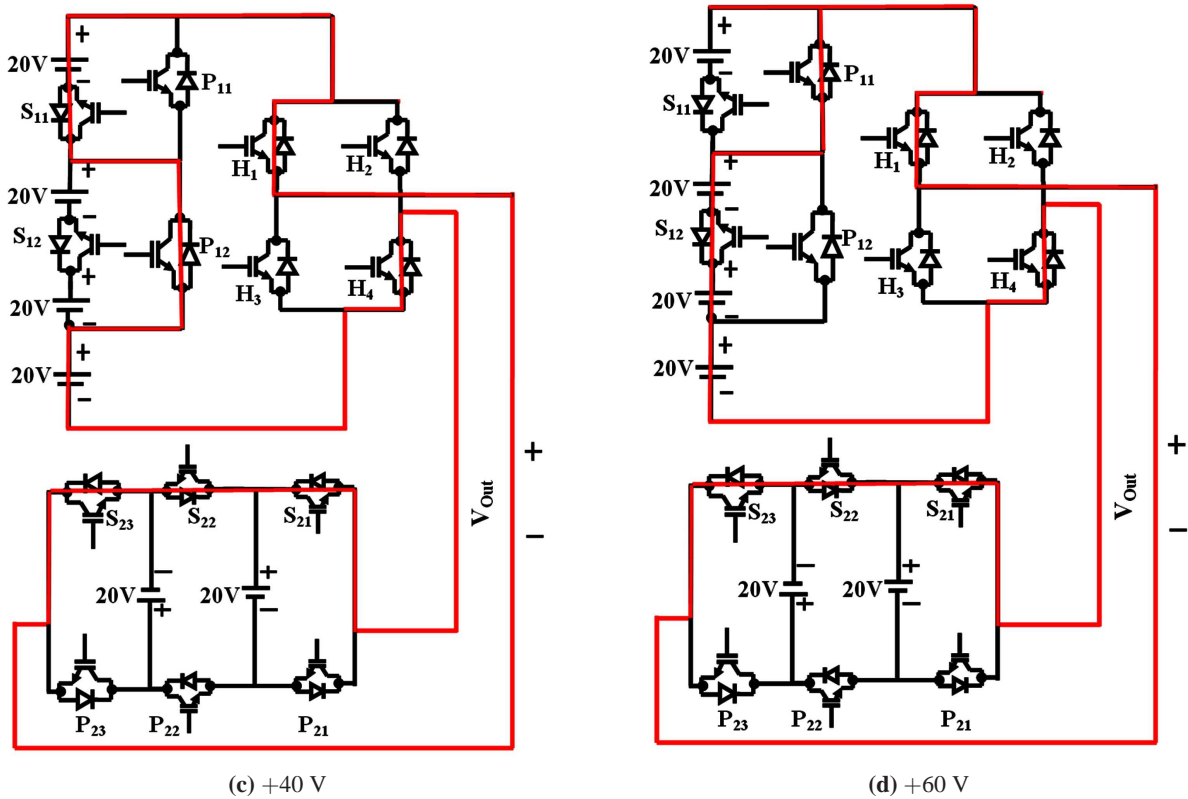 +
20V
−
P₁₁
S₁₁
+
20V
−
S₁₂
P₁₂
+
20V
−
+
20V
−
H₁
H₂
H₃
H₄
+
V_Out
−
S₂₃
S₂₂
S₂₁
−
20V
+
+
20V
−
P₂₃
P₂₂
P₂₁
(c) +40 V
+
20V
−
P₁₁
S₁₁
+
20V
−
S₁₂
P₁₂
+
20V
−
+
20V
−
H₁
H₂
H₃
H₄
+
V_Out
−
S₂₃
S₂₂
S₂₁
−
20V
+
+
20V
−
P₂₃
P₂₂
P₂₁
(d) +60 V